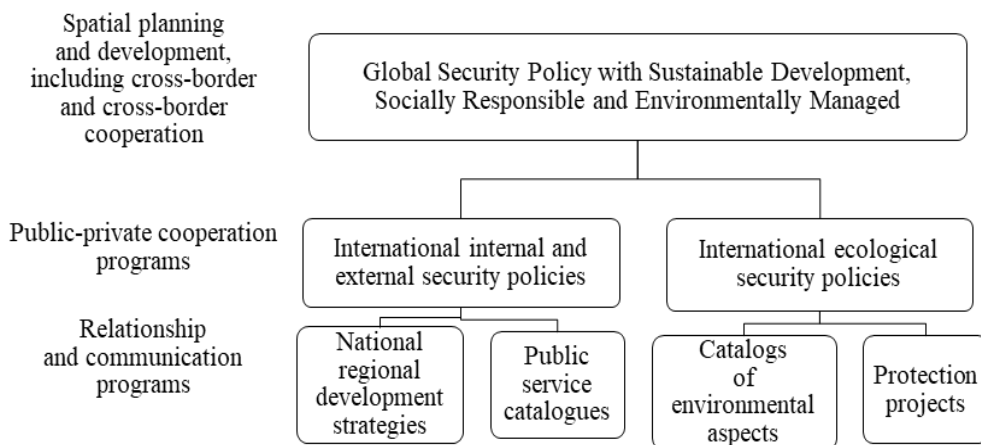 Spatial planning
and development,
including cross-border
and cross-border
cooperation
Global Security Policy with Sustainable Development,
Socially Responsible and Environmentally Managed
Public-private cooperation
programs
International internal and
external security policies
International ecological
security policies
Relationship
and communication
programs
National
regional
development
strategies
Public
service
catalogues
Catalogs
of
environmental
aspects
Protection
projects